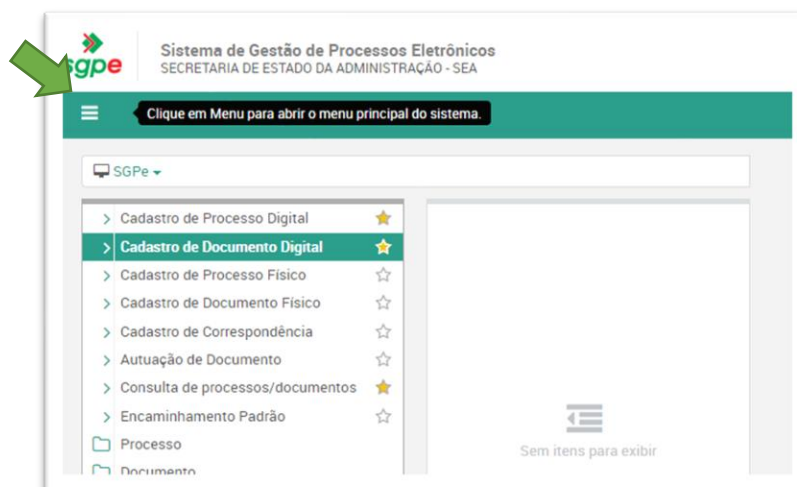 sgpe
Sistema de Gestão de Processos Eletrônicos
SECRETARIA DE ESTADO DA ADMINISTRAÇÃO - SEA
Clique em Menu para abrir o menu principal do sistema.
SGPe
Cadastro de Processo Digital
Cadastro de Documento Digital
Cadastro de Processo Físico
Cadastro de Documento Físico
Cadastro de Correspondência
Autuação de Documento
Consulta de processos/documentos
Encaminhamento Padrão
Processo
Documento
Sem itens para exibir